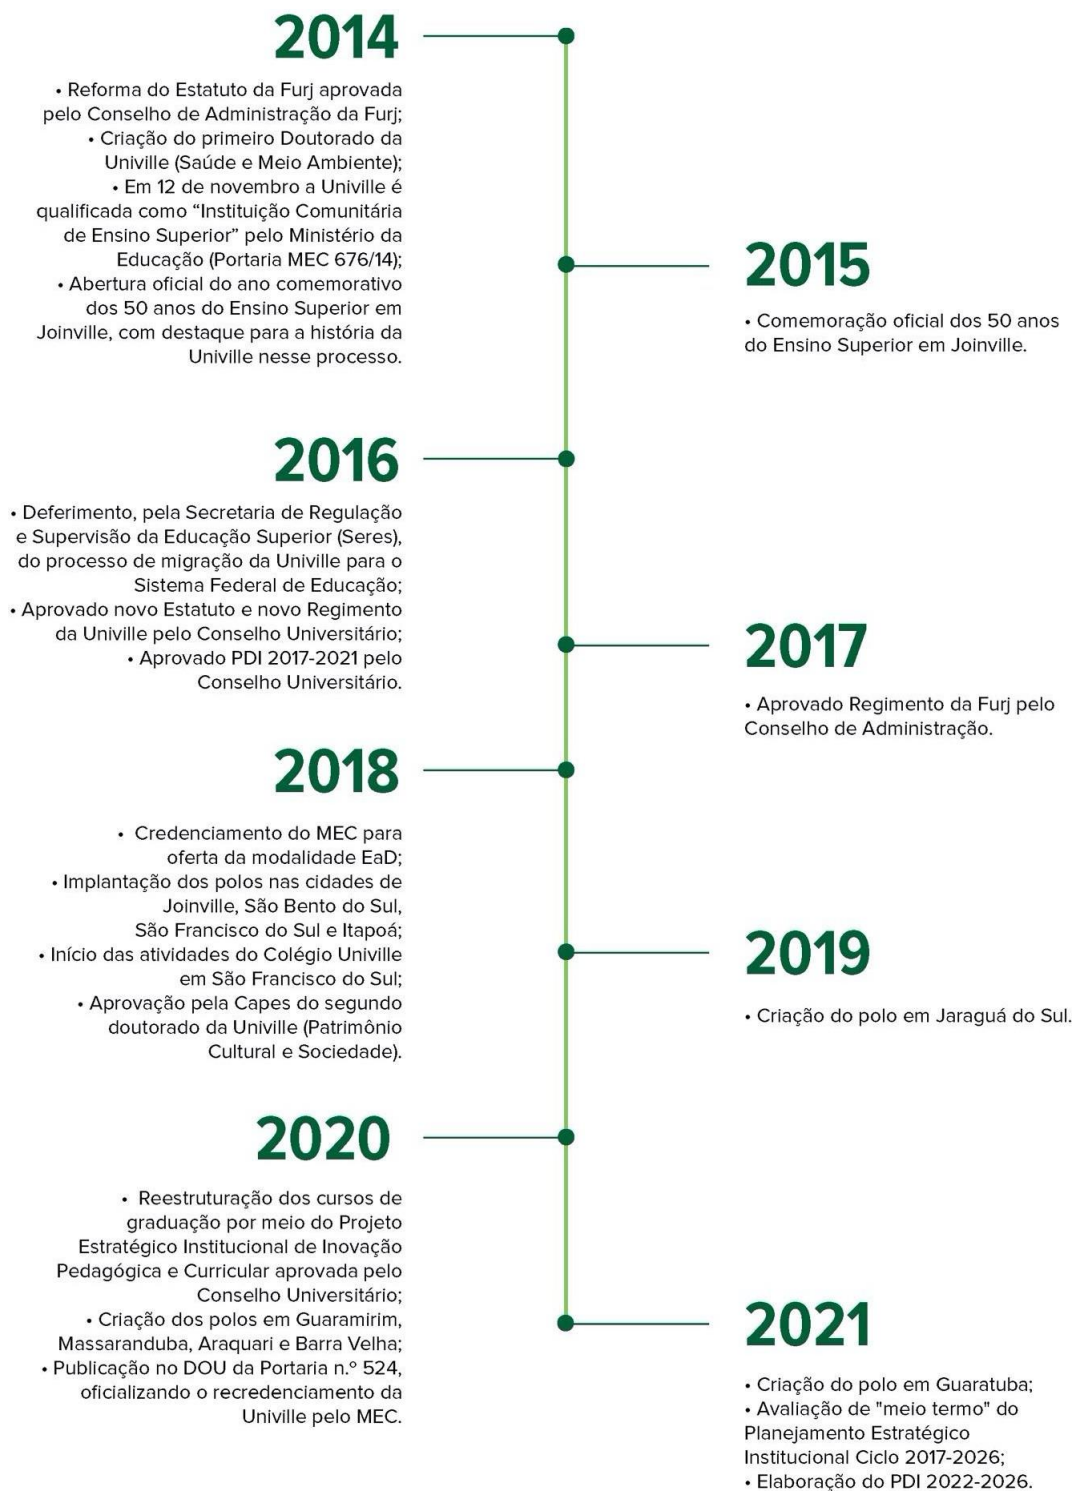 2014
• Reforma do Estatuto da Furj aprovada
pelo Conselho de Administração da Furj;
• Criação do primeiro Doutorado da
Univille (Saúde e Meio Ambiente);
• Em 12 de novembro a Univille é
qualificada como “Instituição Comunitária
de Ensino Superior” pelo Ministério da
Educação (Portaria MEC 676/14);
• Abertura oficial do ano comemorativo
dos 50 anos do Ensino Superior em
Joinville, com destaque para a história da
Univille nesse processo.
2015
• Comemoração oficial dos 50 anos
do Ensino Superior em Joinville.
2016
• Deferimento, pela Secretaria de Regulação
e Supervisão da Educação Superior (Seres),
do processo de migração da Univille para o
Sistema Federal de Educação;
• Aprovado novo Estatuto e novo Regimento
da Univille pelo Conselho Universitário;
• Aprovado PDI 2017-2021 pelo
Conselho Universitário.
2017
• Aprovado Regimento da Furj pelo
Conselho de Administração.
2018
• Credenciamento do MEC para
oferta da modalidade EaD;
• Implantação dos polos nas cidades de
Joinville, São Bento do Sul,
São Francisco do Sul e Itapoá;
• Início das atividades do Colégio Univille
em São Francisco do Sul;
• Aprovação pela Capes do segundo
doutorado da Univille (Patrimônio
Cultural e Sociedade).
2019
• Criação do polo em Jaraguá do Sul.
2020
• Reestruturação dos cursos de
graduação por meio do Projeto
Estratégico Institucional de Inovação
Pedagógica e Curricular aprovada pelo
Conselho Universitário;
• Criação dos polos em Guaramirim,
Massaranduba, Araquari e Barra Velha;
• Publicação no DOU da Portaria n.º 524,
oficializando o recredenciamento da
Univille pelo MEC.
2021
• Criação do polo em Guaratuba;
• Avaliação de "meio termo" do
Planejamento Estratégico
Institucional Ciclo 2017-2026;
• Elaboração do PDI 2022-2026.